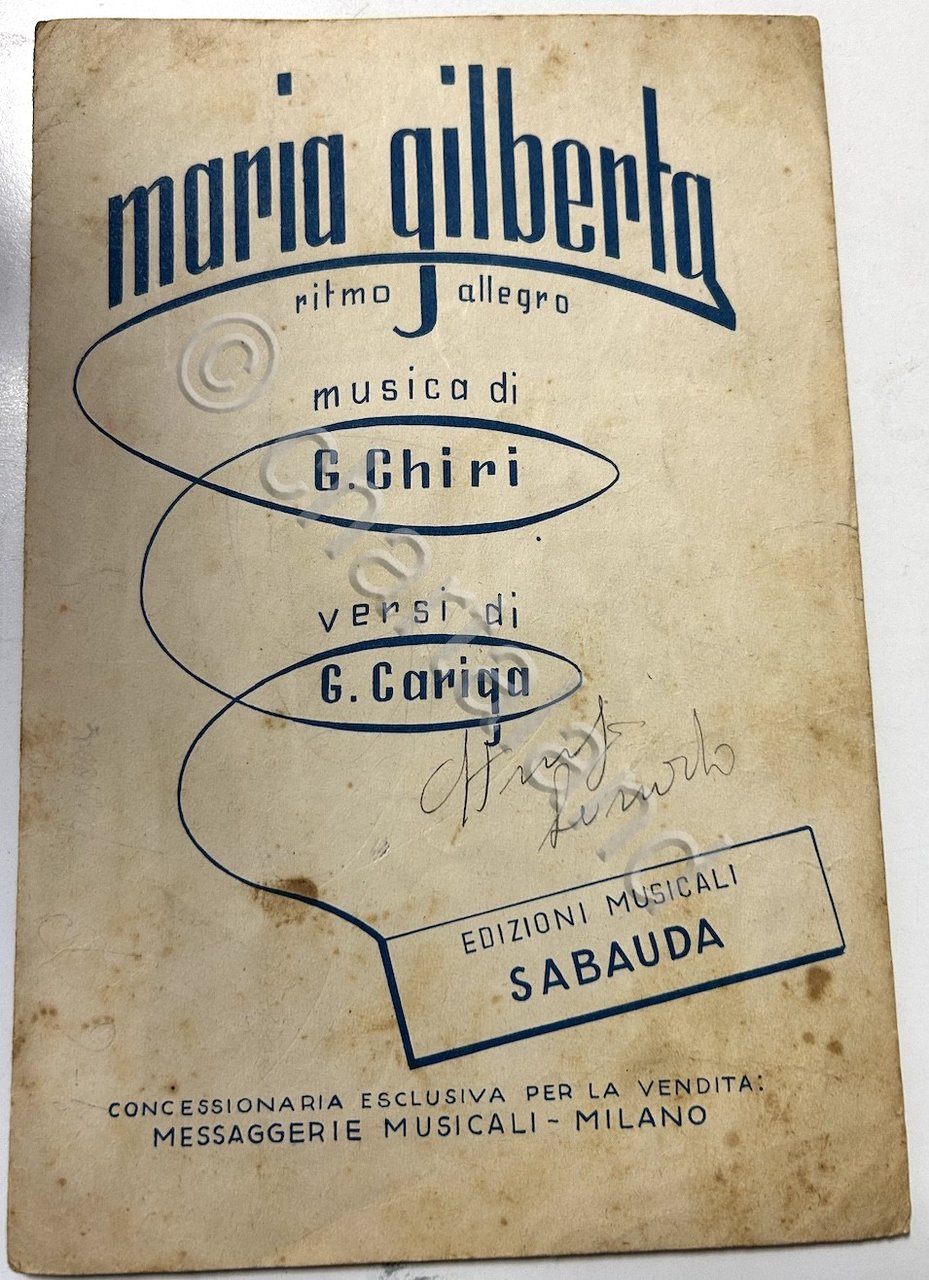 maria gilberta
ritmo allegro
musica di
G. Chiri
versi di
G. Cariga
EDIZIONI MUSICALI
SABAUDA
CONCESSIONARIA ESCLUSIVA PER LA VENDITA:
MESSAGGERIE MUSICALI - MILANO
© Chartaland